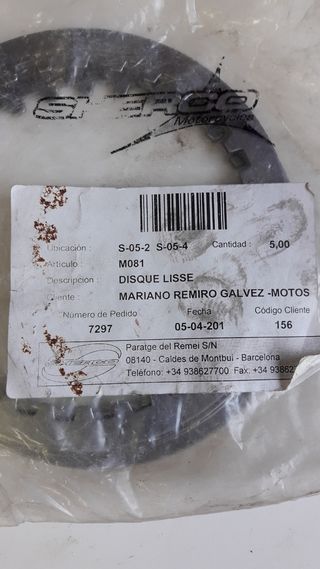 SHERCO
Motorcycles
Ubicación : S-05-2 S-05-4 Cantidad : 5,00
Artículo : M081
Descripción : DISQUE LISSE
Cliente : MARIANO REMIRO GALVEZ -MOTOS
Número de Pedido Fecha Código Cliente
7297 05-04-201 156
SHERCO
Paratge del Remei S/N
08140 - Caldes de Montbui - Barcelona
Teléfono: +34 938627700 Fax: +34 93862